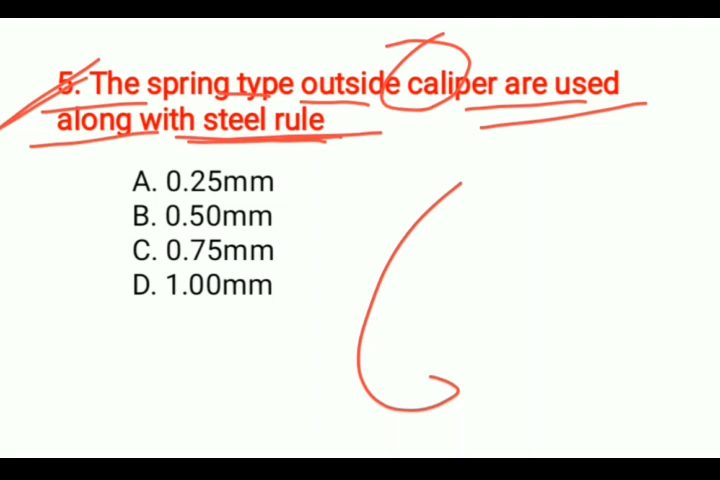 5. The spring type outside caliper are used
along with steel rule
A. 0.25mm
B. 0.50mm
C. 0.75mm
D. 1.00mm